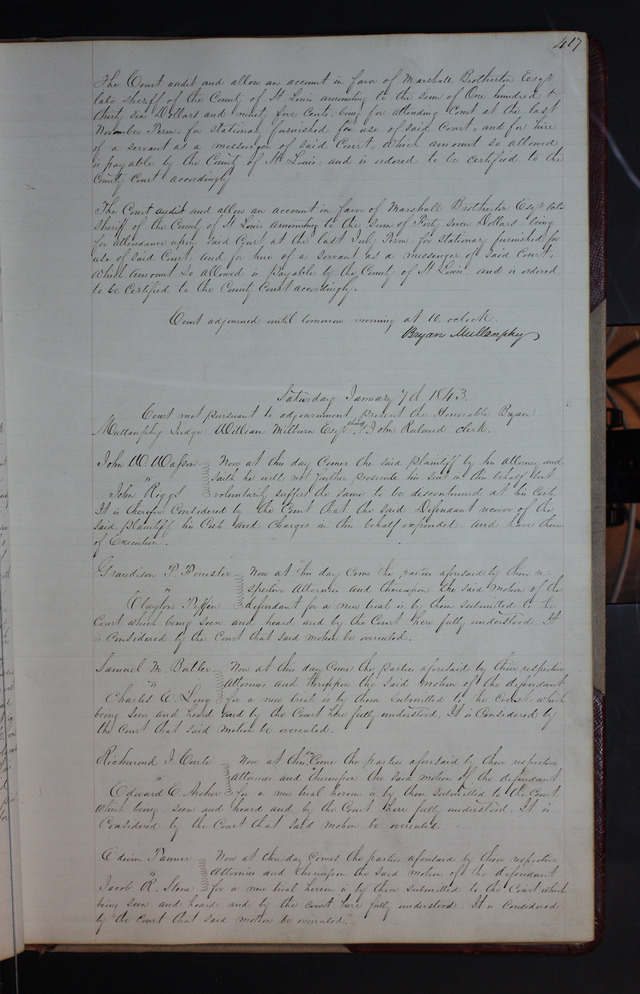 417
The Court audit and allow an account in favor of Marshall Brotherton Esqr
late Sheriff of the County of St Louis amounting to the sum of One hundred &
thirty six Dollars and ninety five Cents being for attending Court at the last
November Term, for Stationary furnished for use of said Court, and for hire
of a servant as a messenger of said Court, which amount so allowed
is payable by the County of St Louis, and is ordered to be certified to the
County Court accordingly
The Court audit and allow an account in favor of Marshall Brotherton Esqr late
Sheriff of the County of St Louis amounting to the sum of Forty seven Dollars being
for attendance upon said Court at the last July Term for stationary furnished for
use of said Court, and for hire of a servant as a messenger of said Court,
which amount so allowed is payable by the County of St Louis and is ordered
to be certified to the County Court accordingly.
Court adjourned until tomorrow morning at 10 oclock
Bryan Mullanphy
Saturday January 7th 1843.
Court met pursuant to adjournment, present the Honorable Bryan
Mullanphy Judge. William Milburn Esqr Shff & John Ruland clerk.
John W. Wasson Now at this day comes the said plaintiff by his attorney and
" saith he will not further prosecute his suit in this behalf but
John Riggs voluntarily suffers the same to be discontinued at his Costs
It is therefore Considered by the Court that the said Defendant recover of the
said plaintiff his Costs and Charges in this behalf expended and have thereof
Execution.
Grandison P. Forrester Now at this day come the parties aforesaid by their re-
" spective Attornies and thereupon the said motion of the
Clayton defendant for a new trial is by them submitted to the
Court which being seen and heard and by the Court here fully understood. It
is Considered by the Court that said motion be overruled.
Samuel M. Butler Now at this day Come the parties aforesaid by their respective
" Attornies and thereupon the said motion of the defendant
Charles C. Long for a new trial is by them submitted to the Court which
being seen and heard and by the Court here fully understood, It is Considered by
the Court that said motion be overruled.
Richmond J. Curle Now at this day Come the parties aforesaid by their respective
" Attornies and thereupon the said motion of the defendant
Edward C. Archer for a new trial herein is by them submitted to the Court
which being seen and heard and by the Court here fully understood. It is
Considered by the Court that said motion be overruled.
Edwin Tanner Now at this day Comes the parties aforesaid by their respective
" Attornies and thereupon the said motion of the defendant
Jacob R. Stone for a new trial herein is by them submitted to the Court which
being seen and heard and by the court here fully understood It is Considered
by the court that said motion be overruled.